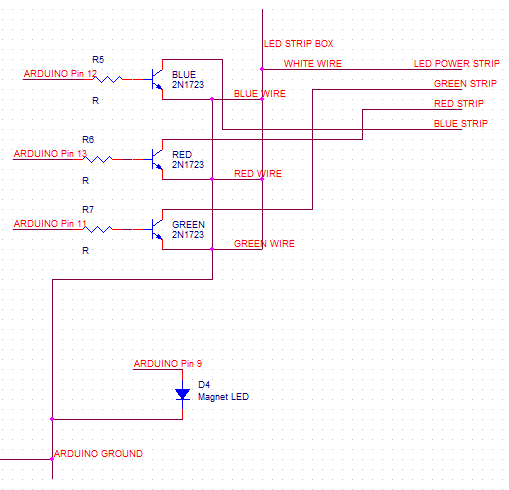 LED STRIP BOX
R5
WHITE WIRE
LED POWER STRIP
ARDUINO Pin 12
BLUE
2N1723
GREEN STRIP
R
BLUE WIRE
RED STRIP
BLUE STRIP
R6
ARDUINO Pin 13
RED
2N1723
R
RED WIRE
R7
ARDUINO Pin 11
GREEN
2N1723
R
GREEN WIRE
ARDUINO Pin 9
D4
Magnet LED
ARDUINO GROUND